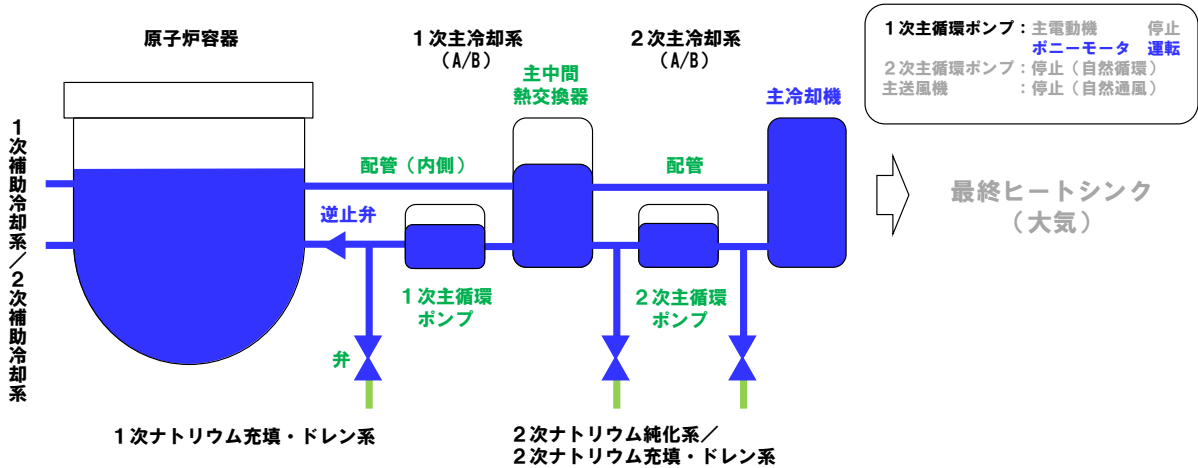 原子炉容器
１次主冷却系
（A/B）
２次主冷却系
（A/B）
１次主循環ポンプ：主電動機　停止
ポニーモータ　運転
２次主循環ポンプ：停止（自然循環）
主送風機　：停止（自然通風）
主中間
熱交換器
主冷却機
１次補助冷却系／２次補助冷却系
配管（内側）
配管
逆止弁
最終ヒートシンク
（大気）
１次主循環
ポンプ
２次主循環
ポンプ
弁
１次ナトリウム充填・ドレン系
２次ナトリウム純化系／
２次ナトリウム充填・ドレン系